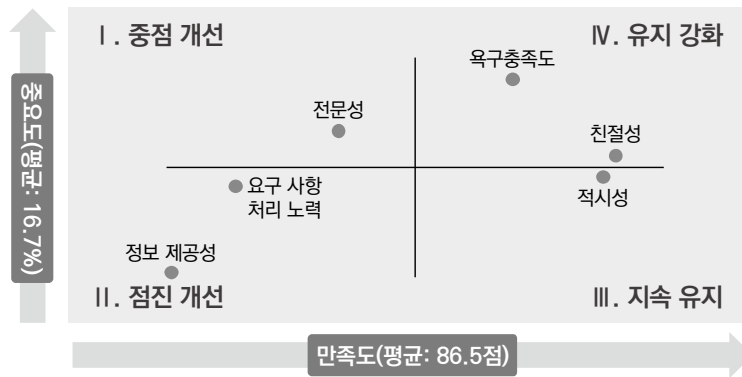 Ⅰ. 중점 개선
Ⅳ. 유지 강화
욕구충족도
전문성
친절성
중요도(평균: 16.7%)
요구 사항
처리 노력
적시성
정보 제공성
Ⅱ. 점진 개선
Ⅲ. 지속 유지
만족도(평균: 86.5점)